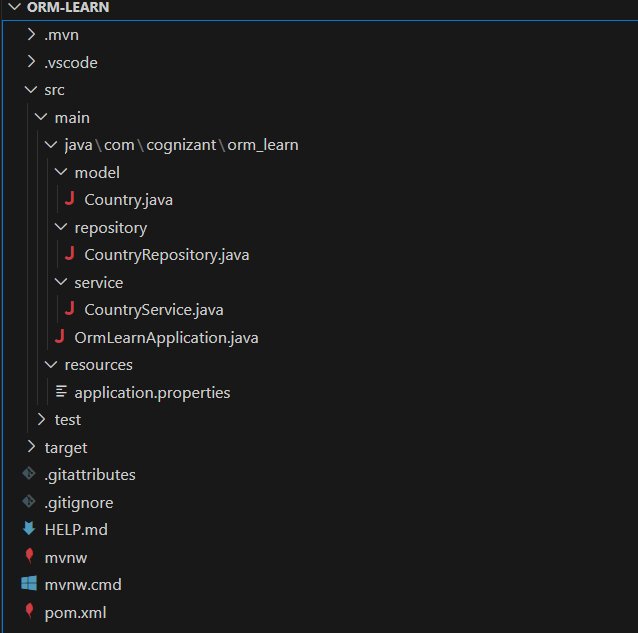 ORM-LEARN
.mvn
.vscode
src
main
java\com\cognizant\orm_learn
model
Country.java
repository
CountryRepository.java
service
CountryService.java
OrmLearnApplication.java
resources
application.properties
test
target
.gitattributes
.gitignore
HELP.md
mvnw
mvnw.cmd
pom.xml